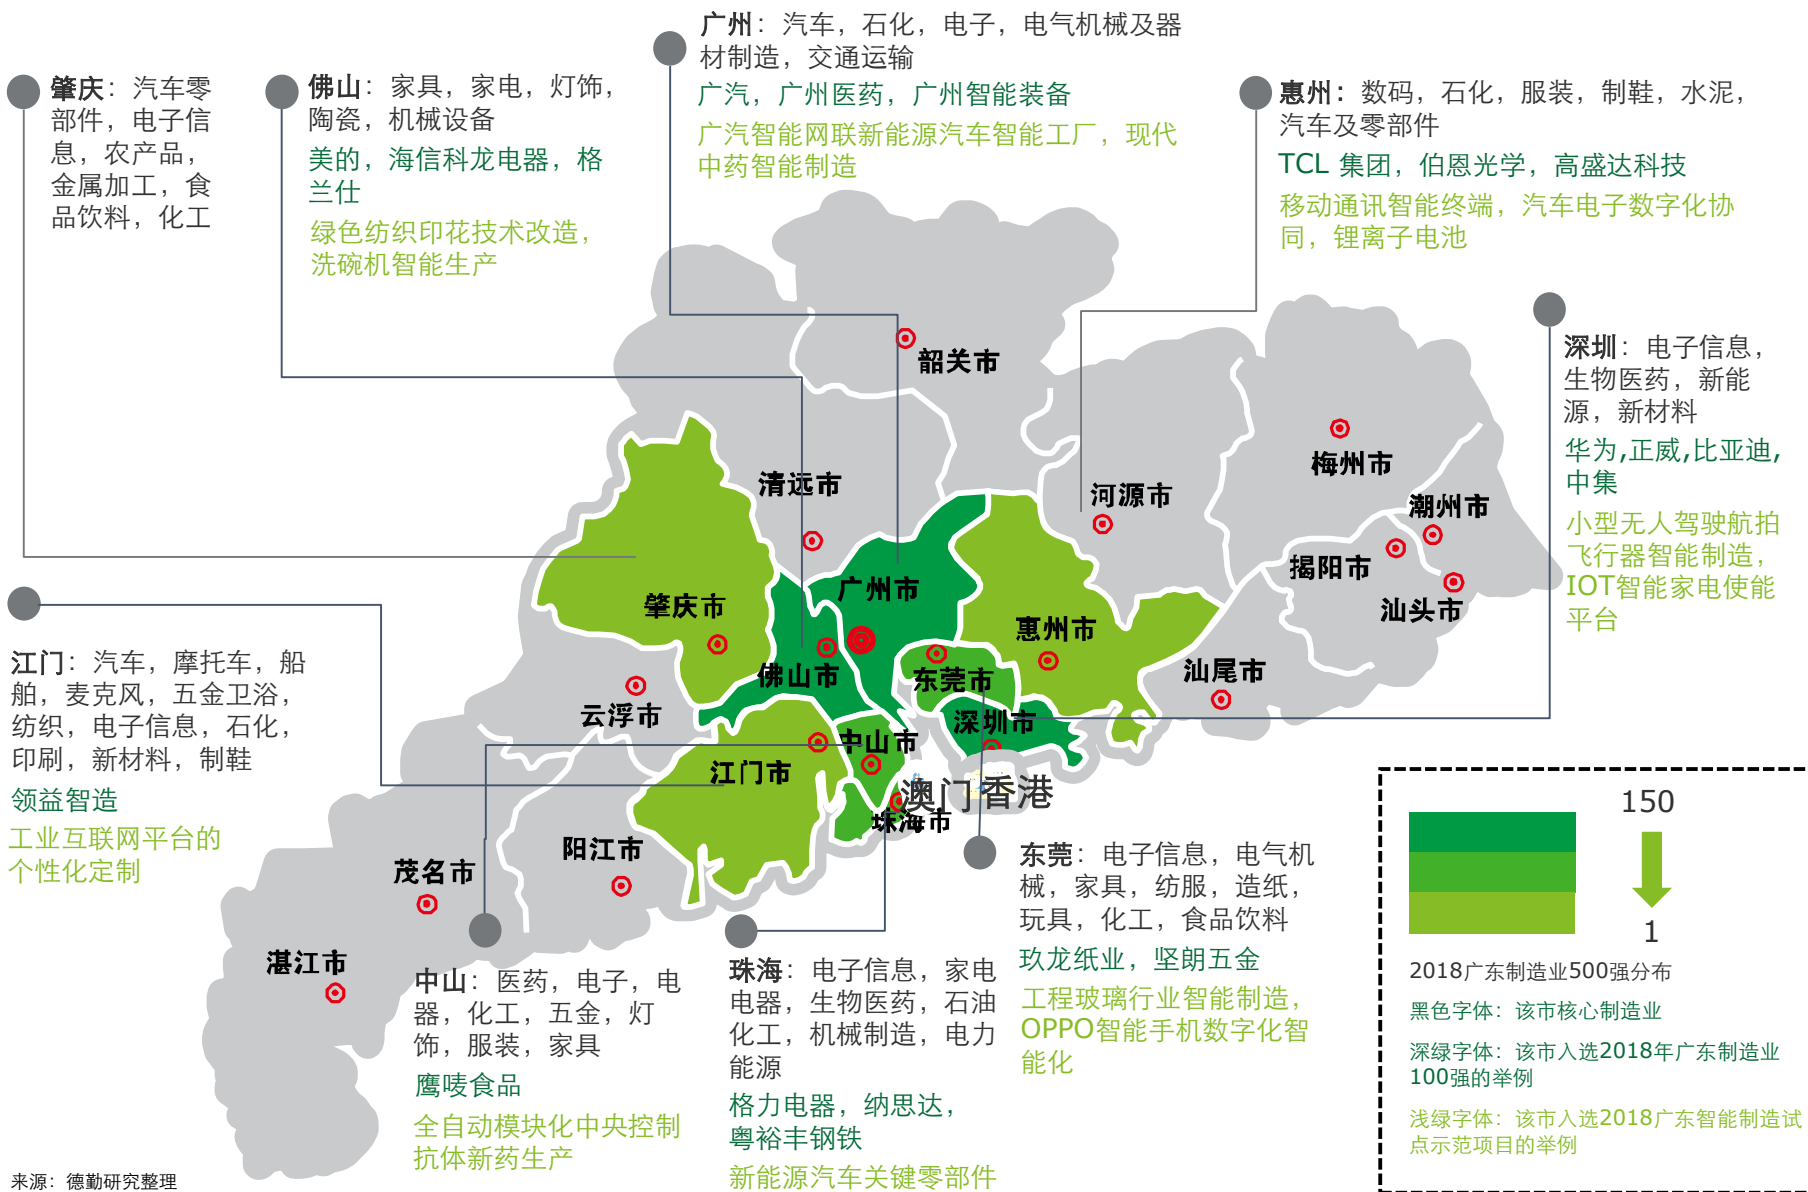 广州：汽车，石化，电子，电气机械及器
材制造，交通运输
广汽，广州医药，广州智能装备
广汽智能网联新能源汽车智能工厂，现代
中药智能制造
肇庆：汽车零
部件，电子信
息，农产品，
金属加工，食
品饮料，化工
佛山：家具，家电，灯饰，
陶瓷，机械设备
美的，海信科龙电器，格
兰仕
绿色纺织印花技术改造，
洗碗机智能生产
惠州：数码，石化，服装，制鞋，水泥，
汽车及零部件
TCL 集团，伯恩光学，高盛达科技
移动通讯智能终端，汽车电子数字化协
同，锂离子电池
深圳：电子信息，
生物医药，新能
源，新材料
华为,正威,比亚迪,
中集
小型无人驾驶航拍
飞行器智能制造，
IOT智能家电使能
平台
韶关市
清远市
河源市
梅州市
潮州市
揭阳市
汕头市
汕尾市
广州市
肇庆市
惠州市
佛山市
东莞市
云浮市
深圳市
中山市
江门市
澳门
香港
珠海市
阳江市
茂名市
湛江市
江门：汽车，摩托车，船
舶，麦克风，五金卫浴，
纺织，电子信息，石化，
印刷，新材料，制鞋
领益智造
工业互联网平台的
个性化定制
中山：医药，电子，电
器，化工，五金，灯
饰，服装，家具
鹰唛食品
全自动模块化中央控制
抗体新药生产
珠海：电子信息，家电
电器，生物医药，石油
化工，机械制造，电力
能源
格力电器，纳思达，
粤裕丰钢铁
新能源汽车关键零部件
东莞：电子信息，电气机
械，家具，纺服，造纸，
玩具，化工，食品饮料
玖龙纸业，坚朗五金
工程玻璃行业智能制造，
OPPO智能手机数字化智
能化
150
1
2018广东制造业500强分布
黑色字体：该市核心制造业
深绿字体：该市入选2018年广东制造业
100强的举例
浅绿字体：该市入选2018广东智能制造试
点示范项目的举例
来源：德勤研究整理